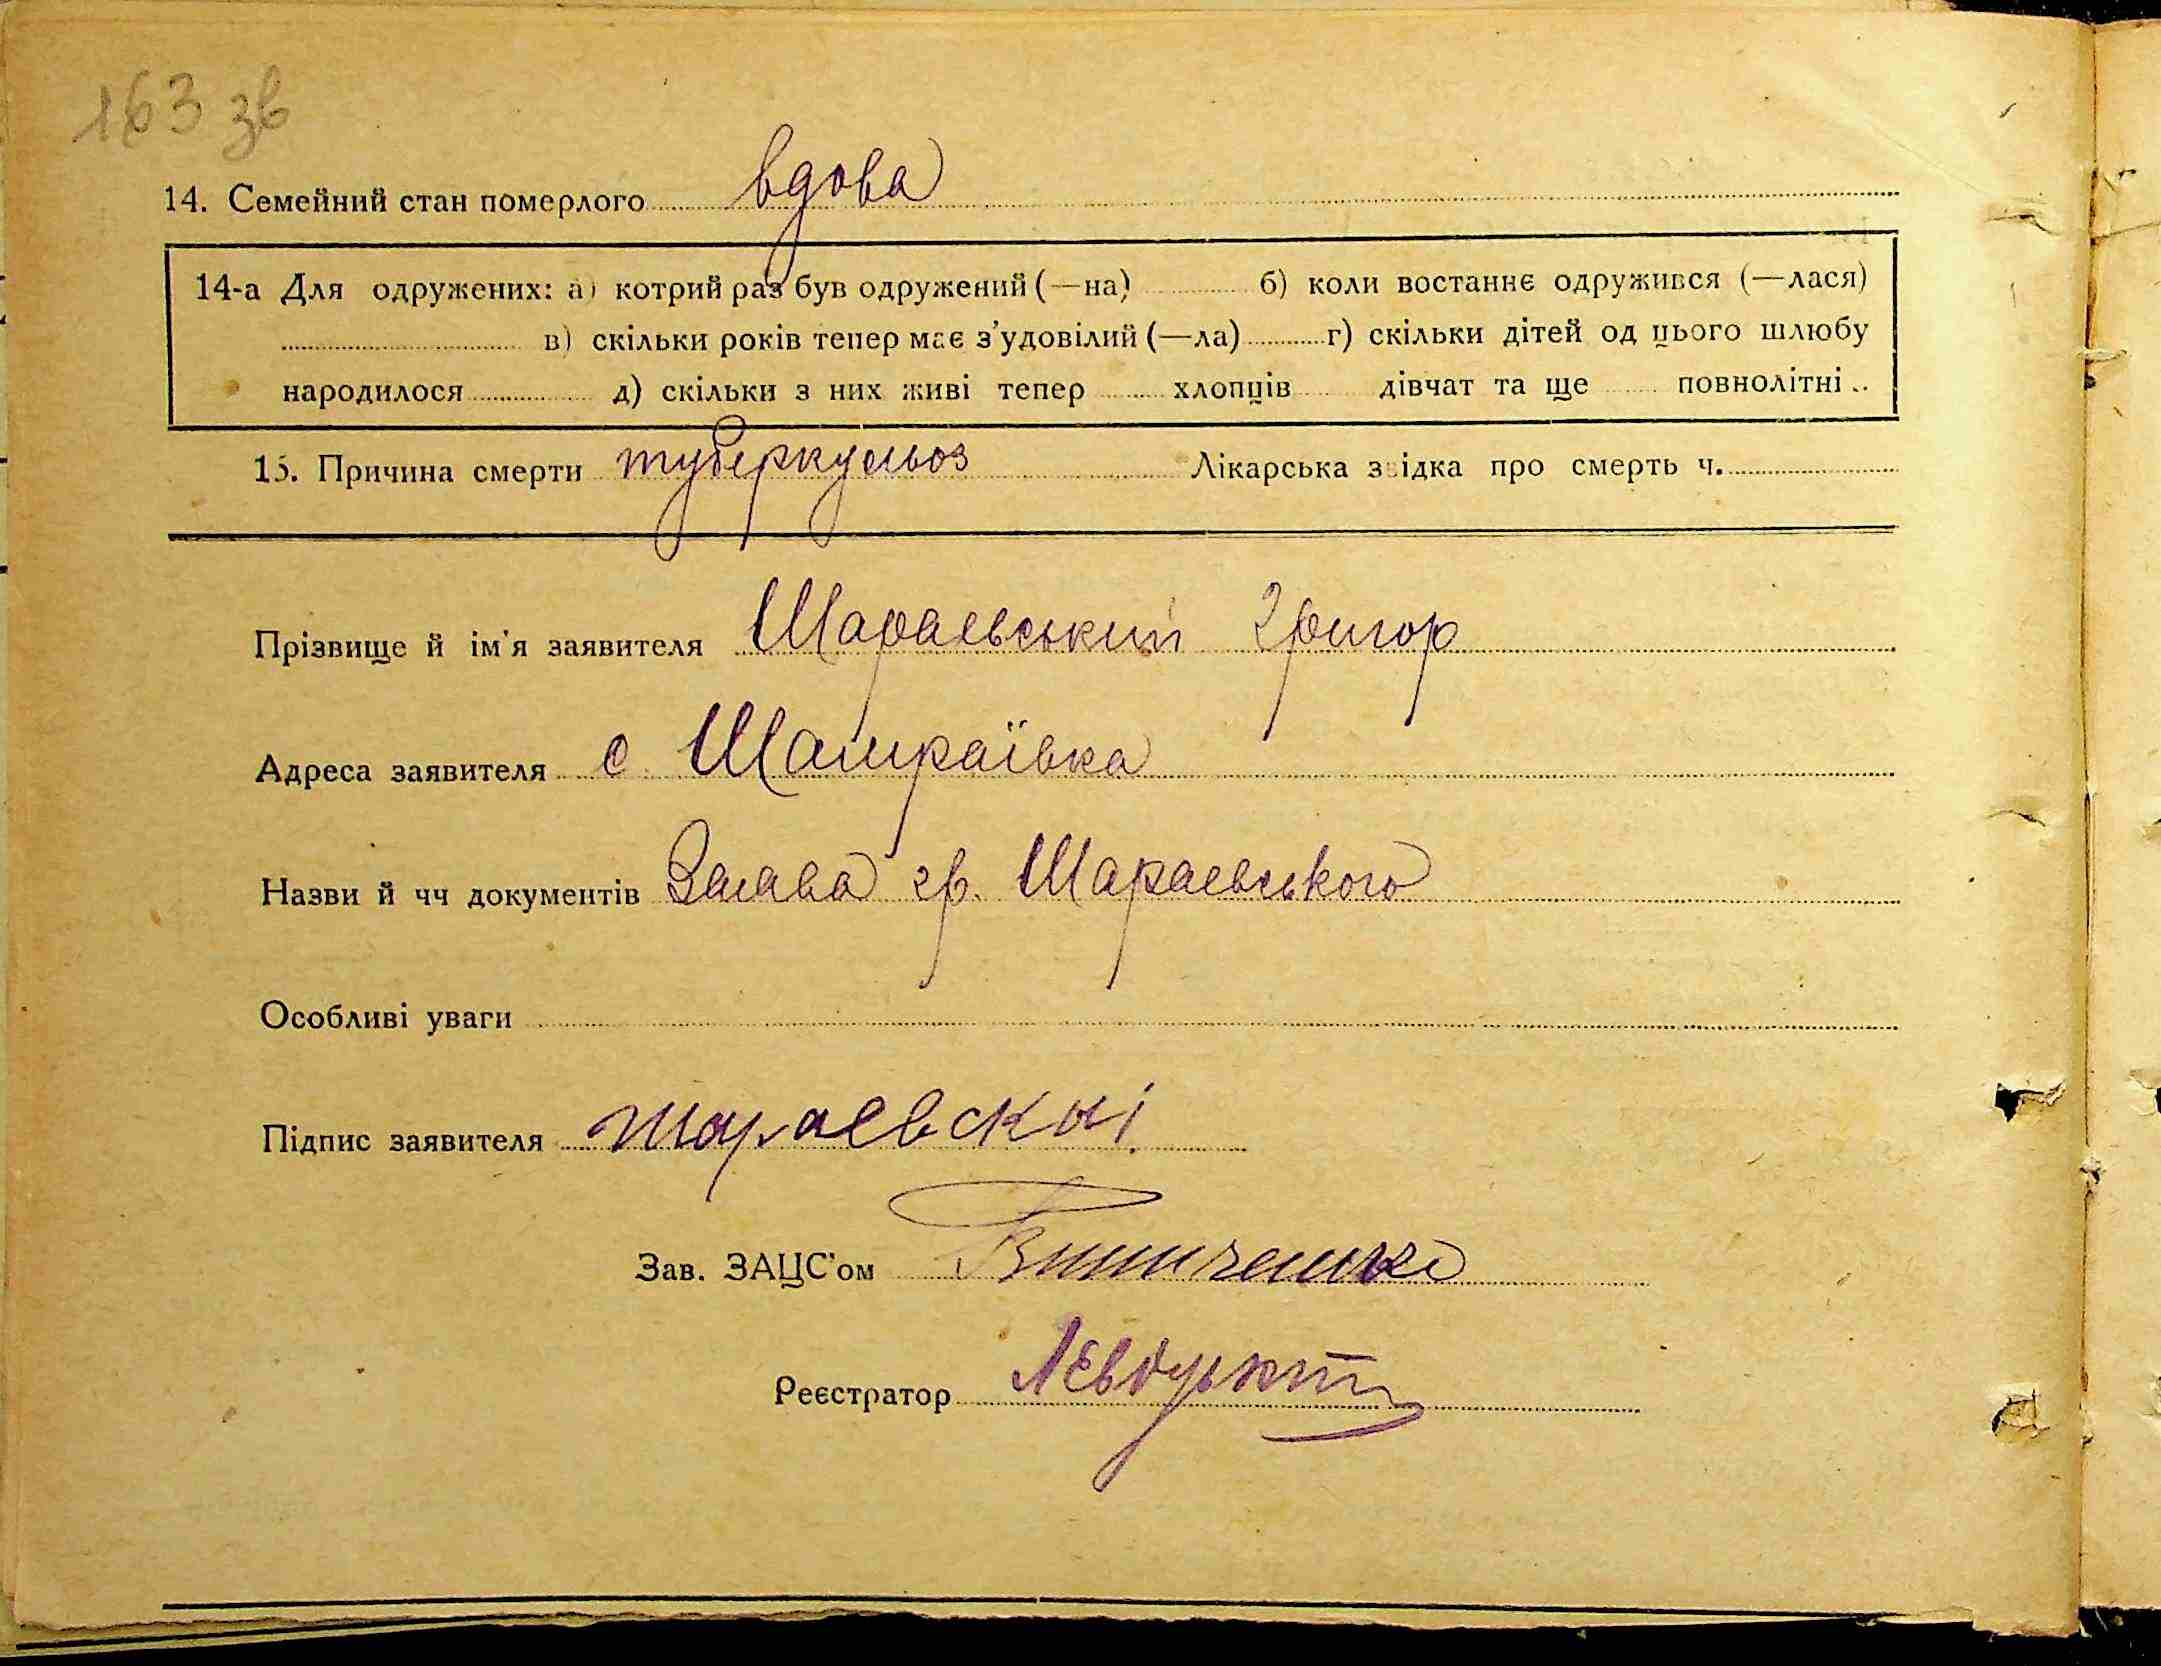 163 зв
14. Семейний стан померлого вдова
14-а Для одружених: а) котрий раз був одружений (—на) б) коли востаннє одружився (—лася)
в) скільки років тепер має з’удовілий (—ла) г) скільки дітей од цього шлюбу
народилося д) скільки з них живі тепер хлопців дівчат та ще повнолітні
15. Причина смерти туберкульоз Лікарська звідка про смерть ч.
Прізвище й ім'я заявителя Шараєвський Григор
Адреса заявителя с Шамраївка
Назви й чч документів Заява гр. Шараєвського
Особливі уваги
Підпис заявителя
Зав. ЗАЦС'ом Винниченко
Реєстратор